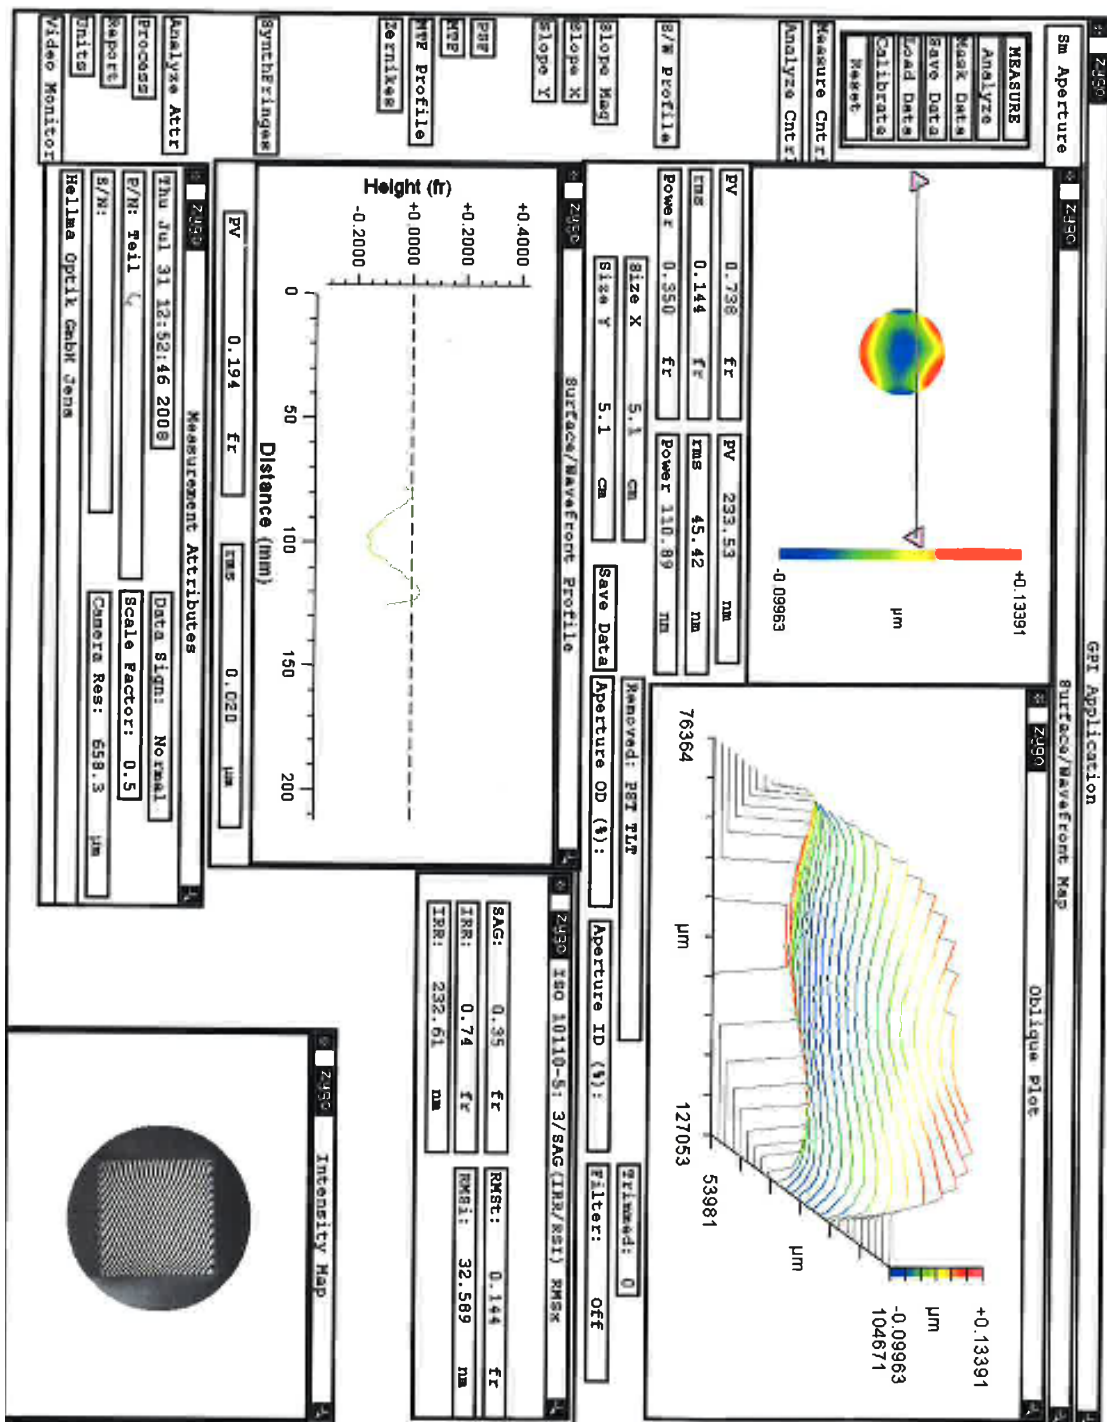 Zygo GPI Application
Sm Aperture
MEASURE
Analyze
Mask Data
Save Data
Load Data
Calibrate
Reset
Measure Cntrl
Analyze Cntrl
S/W Profile
Slope Mag
Slope X
Slope Y
PSF
MTF
MTF Profile
Zernikes
SynthFringes
Analyze Attr
Process
Report
Units
Video Monitor
Zygo Surface/Wavefront Map
+0.13391
µm
-0.09963
PV 0.738 fr
rms 0.144 fr
Power 0.350 fr
PV 233.53 nm
rms 45.42 nm
Power 110.89 nm
Size X 5.1 cm
Size Y 5.1 cm
Zygo Oblique Plot
+0.13391
µm
-0.09963
104671
µm
53981
76364
µm
127053
Removed: PST TLT
Trimmed: 0
Save Data
Aperture OD (%):
Aperture ID (%):
Filter: Off
Zygo Surface/Wavefront Profile
Height (fr)
+0.4000
+0.2000
+0.0000
-0.2000
0
50
100
150
200
Distance (mm)
PV 0.194 fr
rms 0.020 µm
Zygo ISO 10110-5: 3/SAG(IRR/RSI) RMSx
SAG: 0.35 fr
IRR: 0.74 fr
IRR: 232.61 nm
RMSt: 0.144 fr
RMSi: 32.589 nm
Zygo Measurement Attributes
Thu Jul 31 12:52:46 2008
P/N: Teil
S/N:
Hellma Optik GmbH Jena
Data Sign: Normal
Scale Factor: 0.5
Camera Res: 658.3 µm
Zygo Intensity Map